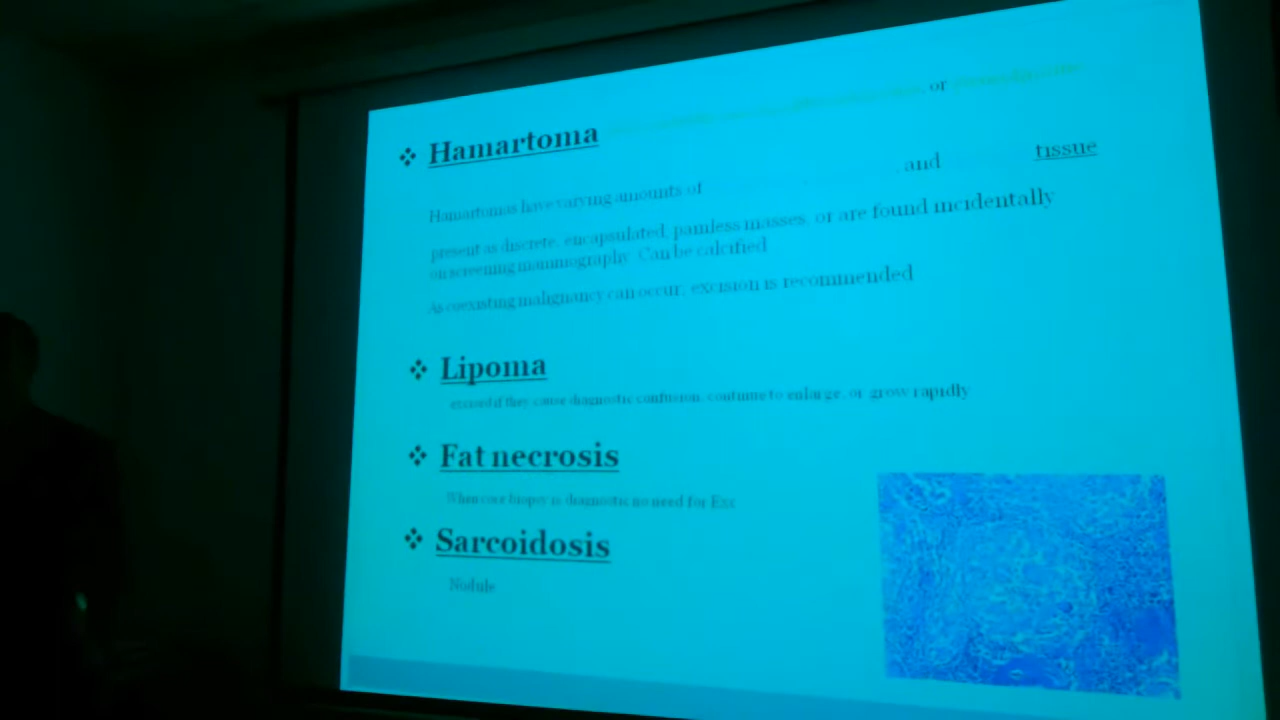 ❖ Hamartoma , or
Hamartomas have varying amounts of , and tissue
present as discrete, encapsulated, painless masses, or are found incidentally
on screening mammography. Can be calcified
As coexisting malignancy can occur, excision is recommended
❖ Lipoma
excised if they cause diagnostic confusion, continue to enlarge, or grow rapidly
❖ Fat necrosis
When core biopsy is diagnostic no need for Exc
❖ Sarcoidosis
Nodule